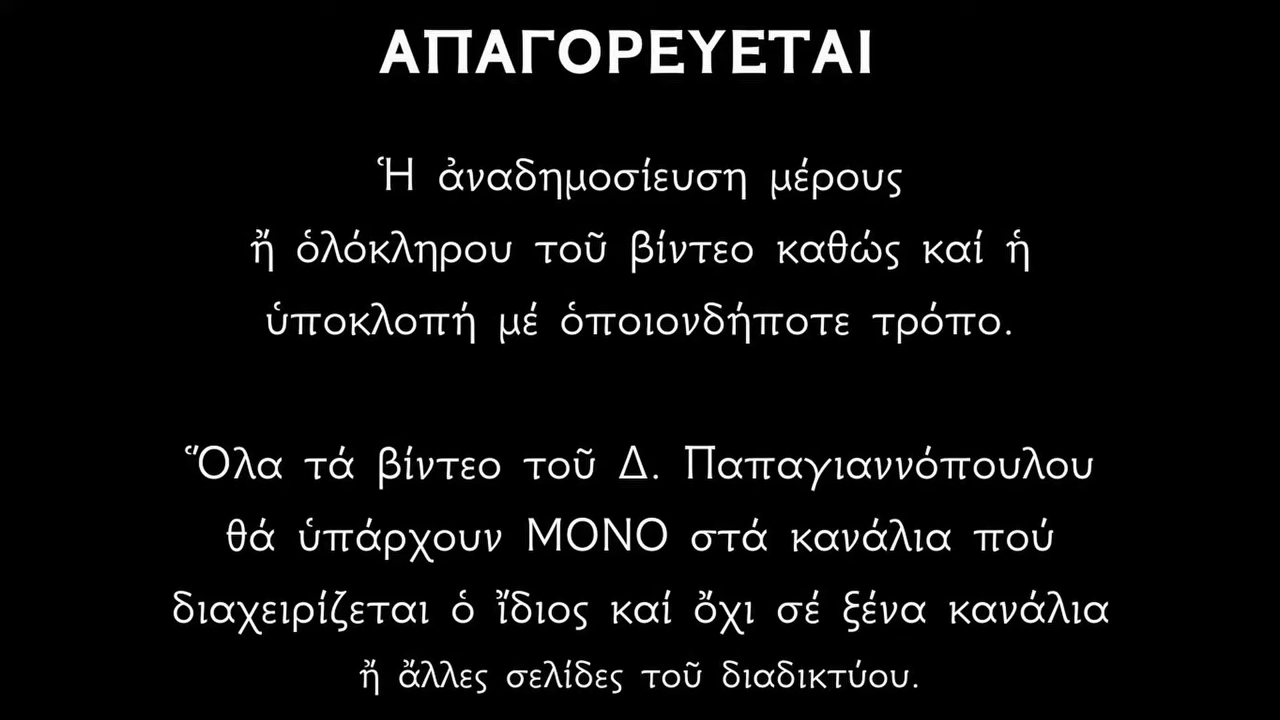 ΑΠΑΓΟΡΕΥΕΤΑΙ
Ἡ ἀναδημοσίευση μέρους
ἤ ὁλόκληρου τοῦ βίντεο καθώς καί ἡ
ὑποκλοπή μέ ὁποιονδήποτε τρόπο.
Ὅλα τά βίντεο τοῦ Δ. Παπαγιαννόπουλου
θά ὑπάρχουν ΜΟΝΟ στά κανάλια πού
διαχειρίζεται ὁ ἴδιος καί ὄχι σέ ξένα κανάλια
ἤ ἄλλες σελίδες τοῦ διαδικτύου.